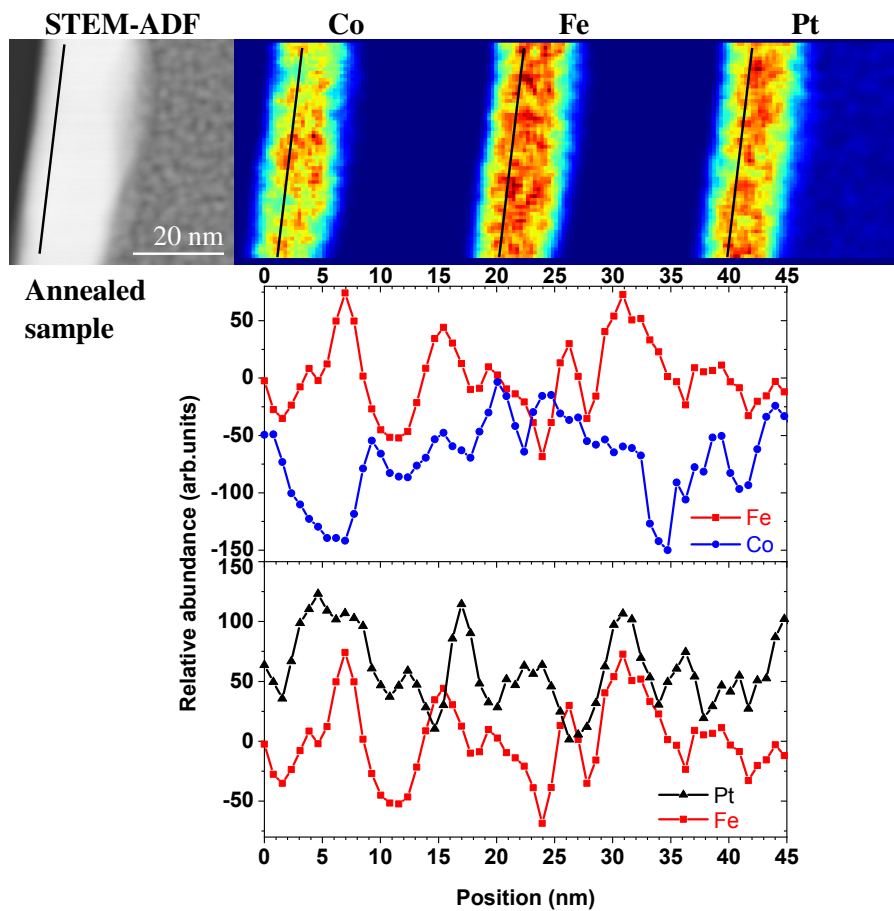 STEM-ADF Co Fe Pt
20 nm
Annealed
sample
0 5 10 15 20 25 30 35 40 45
50
0
-50
-100
-150
Fe
Co
Relative abundance (arb.units)
150
100
50
0
-50
Pt
Fe
0 5 10 15 20 25 30 35 40 45
Position (nm)